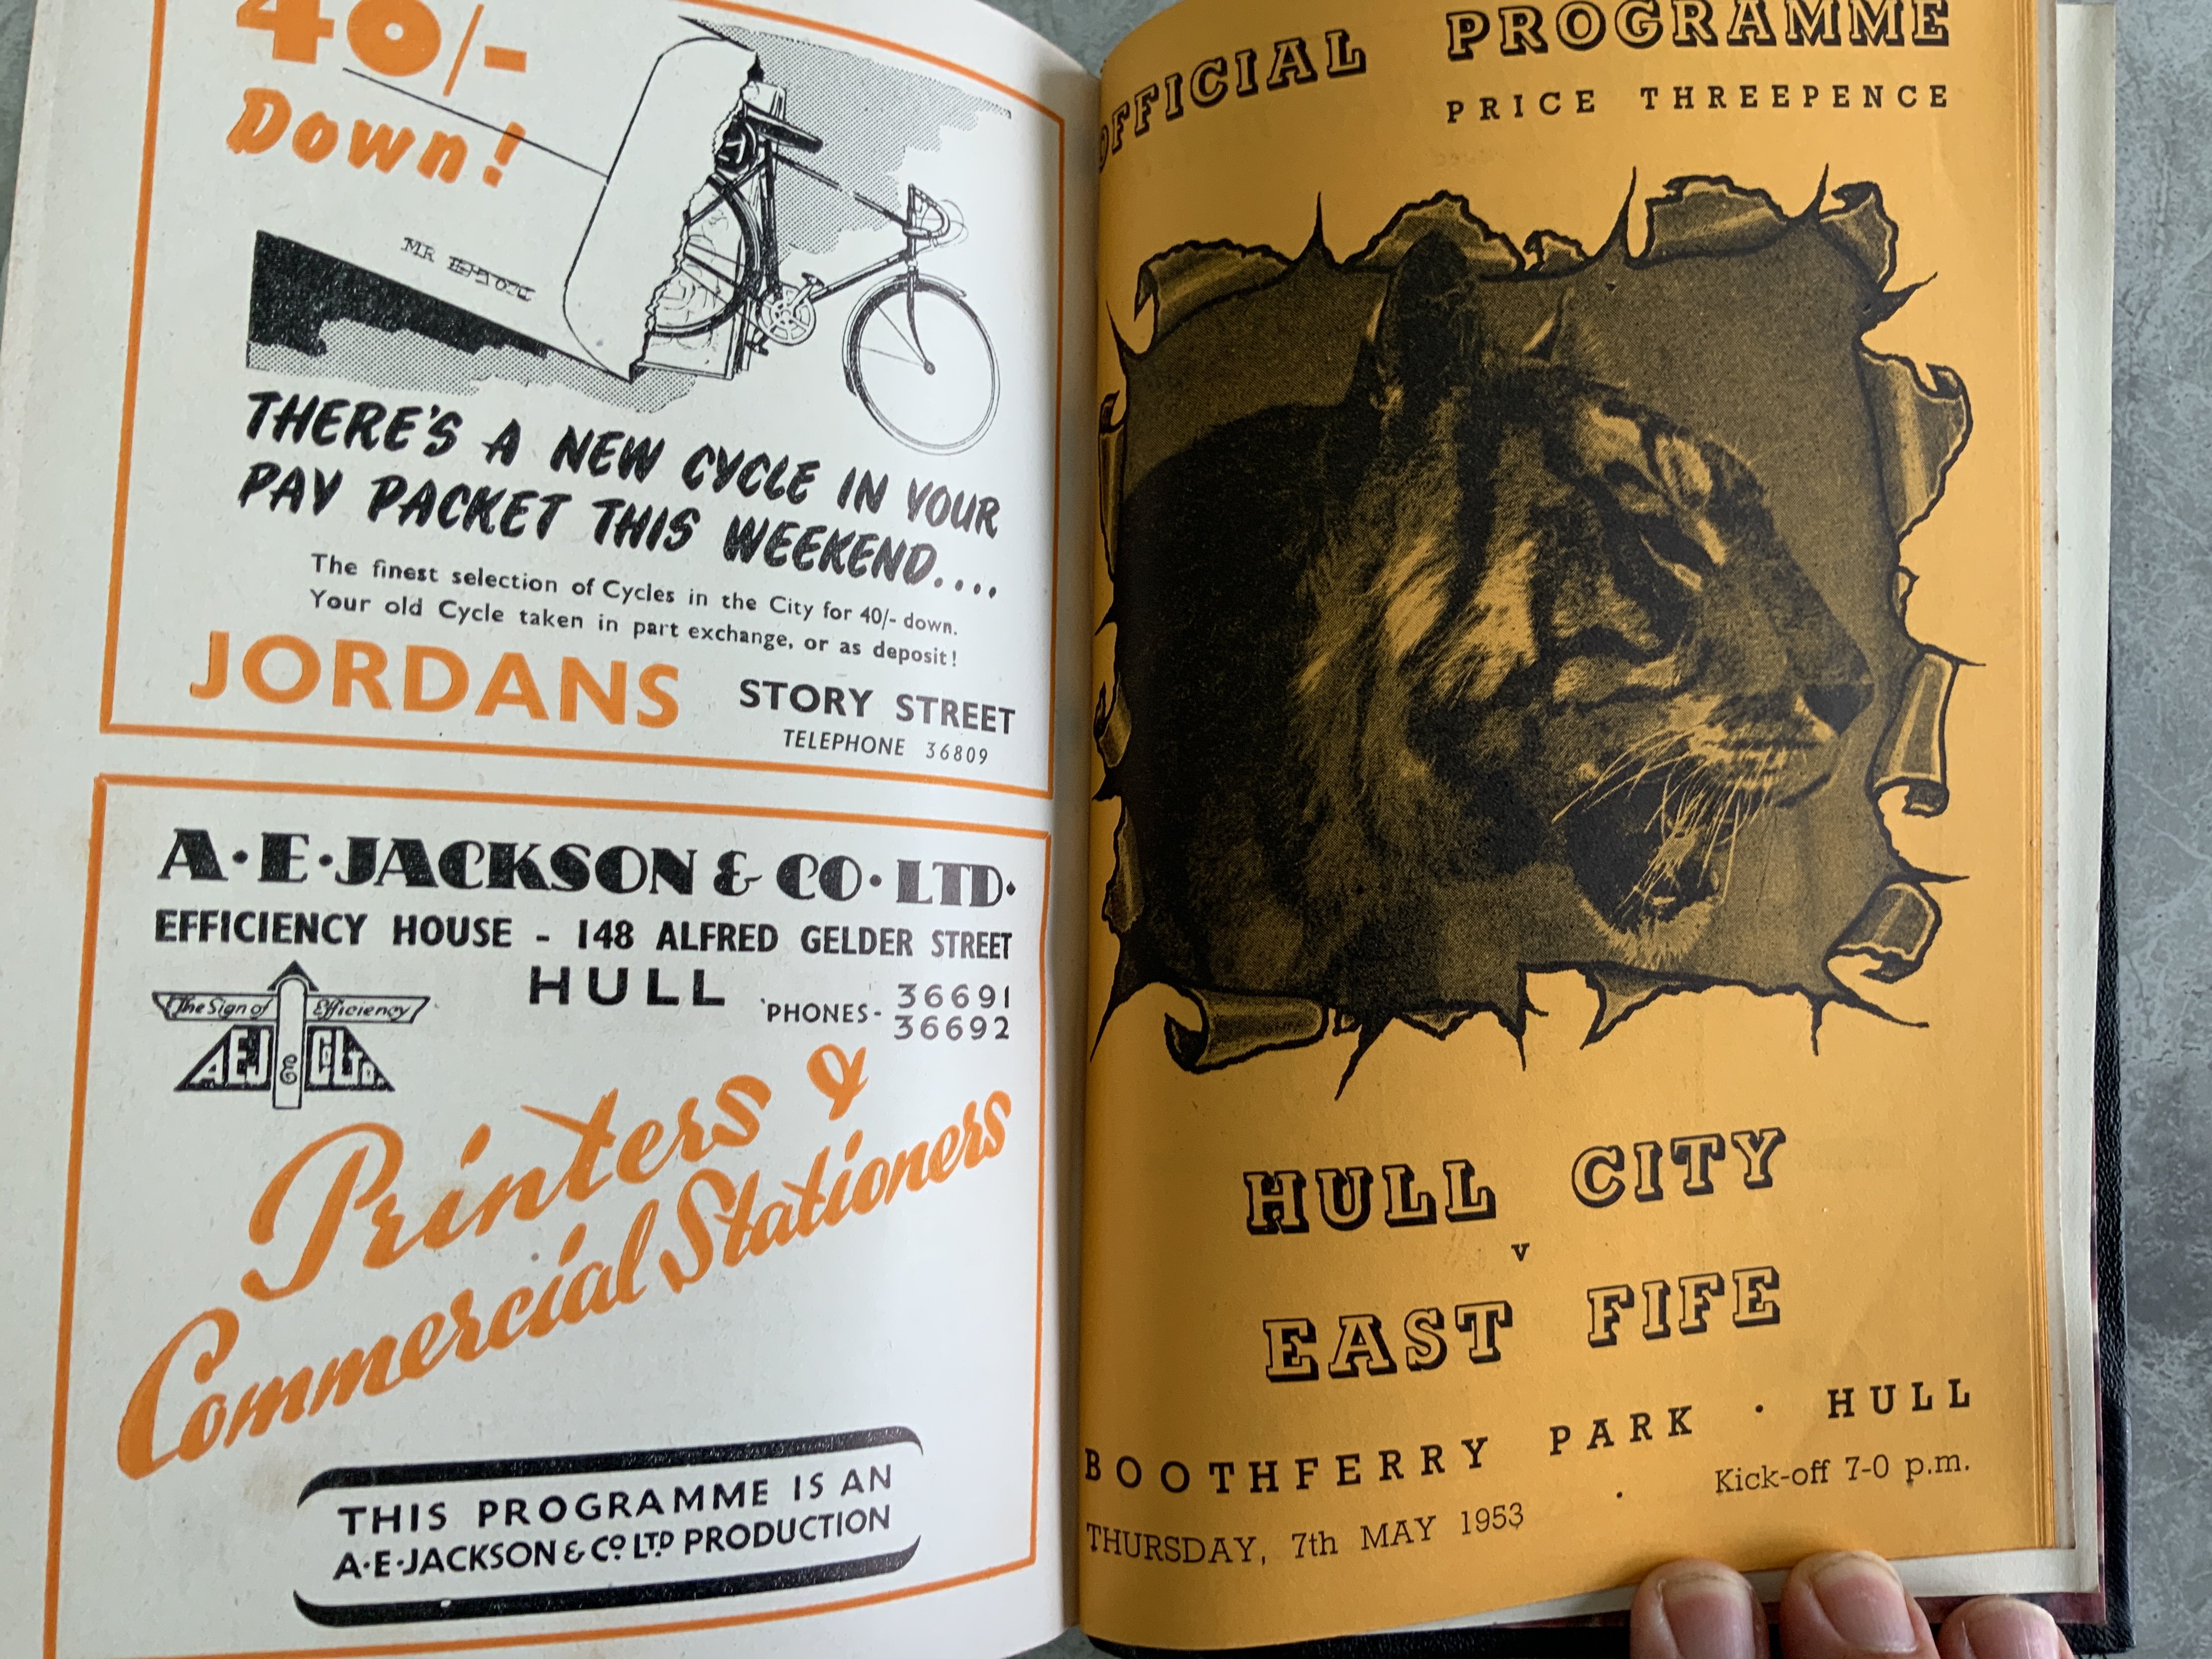 40/-
Down!
MR
THERE'S A NEW CYCLE IN YOUR
PAY PACKET THIS WEEKEND....
The finest selection of Cycles in the City for 40/- down.
Your old Cycle taken in part exchange, or as deposit!
JORDANS
STORY STREET
TELEPHONE 36809
A·E·JACKSON & CO·LTD·
EFFICIENCY HOUSE - 148 ALFRED GELDER STREET
HULL
'PHONES- 36691
36692
The Sign of Efficiency
AEJ & CO LTD.
Printers &
Commercial Stationers
THIS PROGRAMME IS AN
A·E·JACKSON & CO LTD PRODUCTION
OFFICIAL PROGRAMME
PRICE THREEPENCE
HULL CITY
v
EAST FIFE
BOOTHFERRY PARK · HULL
THURSDAY, 7th MAY 1953 · Kick-off 7-0 p.m.